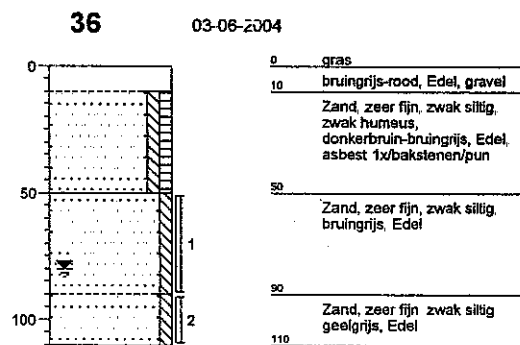 36 03-06-2004
0 0 gras
10 bruingrijs-rood, Edel, gravel
Zand, zeer fijn, zwak siltig,
zwak humeus,
donkerbruin-bruingrijs, Edel,
asbest 1x/bakstenen/pun
50 50
Zand, zeer fijn, zwak siltig,
bruingrijs, Edel
1
90
Zand, zeer fijn zwak siltig
geelgrijs, Edel
100 2
110